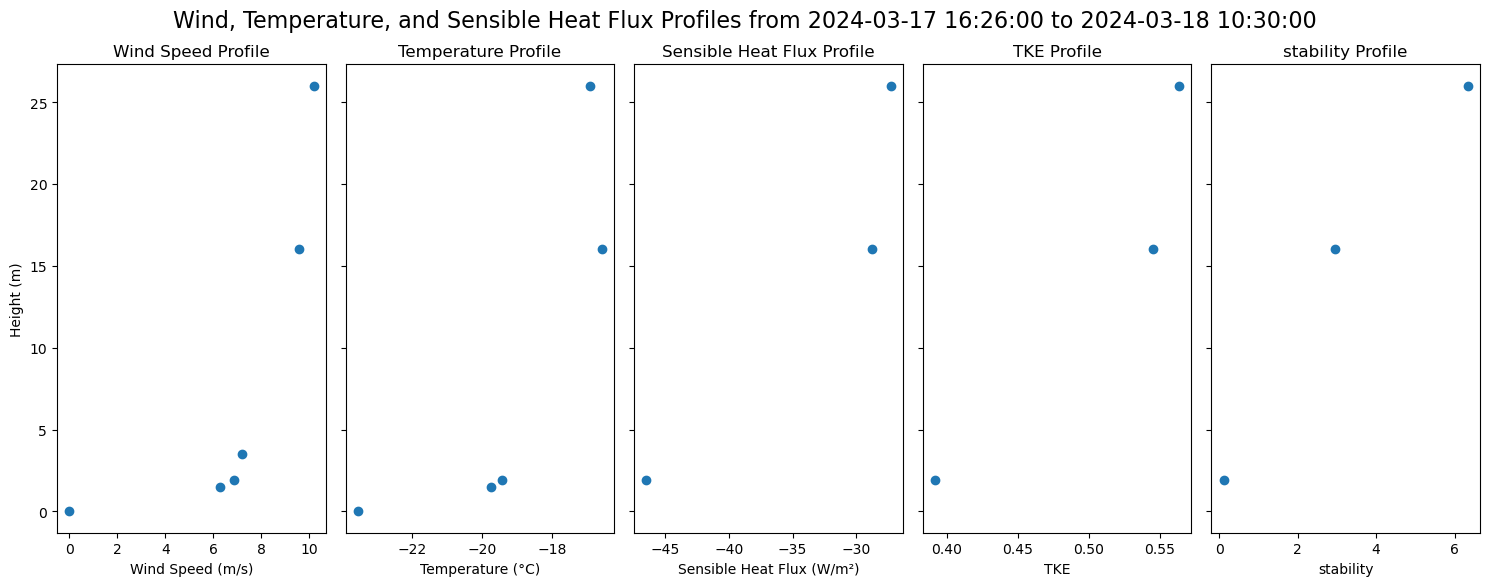 Wind, Temperature, and Sensible Heat Flux Profiles from 2024-03-17 16:26:00 to 2024-03-18 10:30:00
Wind Speed Profile
Temperature Profile
Sensible Heat Flux Profile
TKE Profile
stability Profile
25
20
15
10
5
0
Height (m)
0 2 4 6 8 10
−22 −20 −18
−45 −40 −35 −30
0.40 0.45 0.50 0.55
0 2 4 6
Wind Speed (m/s)
Temperature (°C)
Sensible Heat Flux (W/m²)
TKE
stability